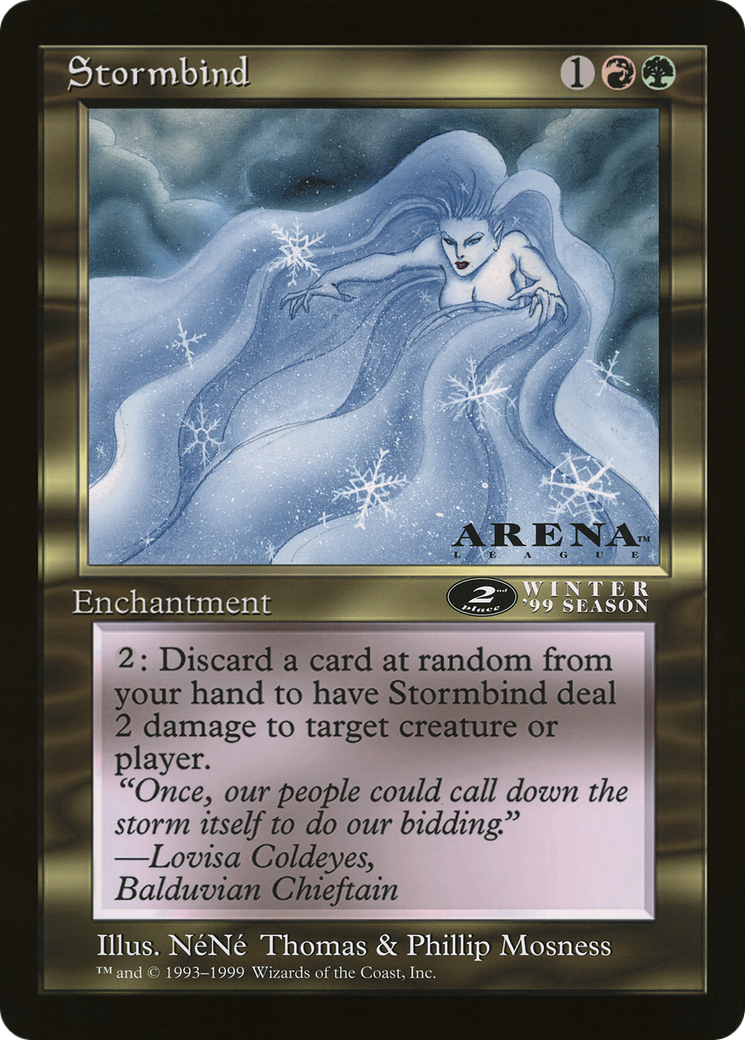 Stormbind 1
ARENA™
LEAGUE
Enchantment
2nd place
WINTER
'99 SEASON
2: Discard a card at random from
your hand to have Stormbind deal
2 damage to target creature or
player.
“Once, our people could call down the
storm itself to do our bidding.”
—Lovisa Coldeyes,
Balduvian Chieftain
Illus. NéNé Thomas & Phillip Mosness
™ and © 1993–1999 Wizards of the Coast, Inc.